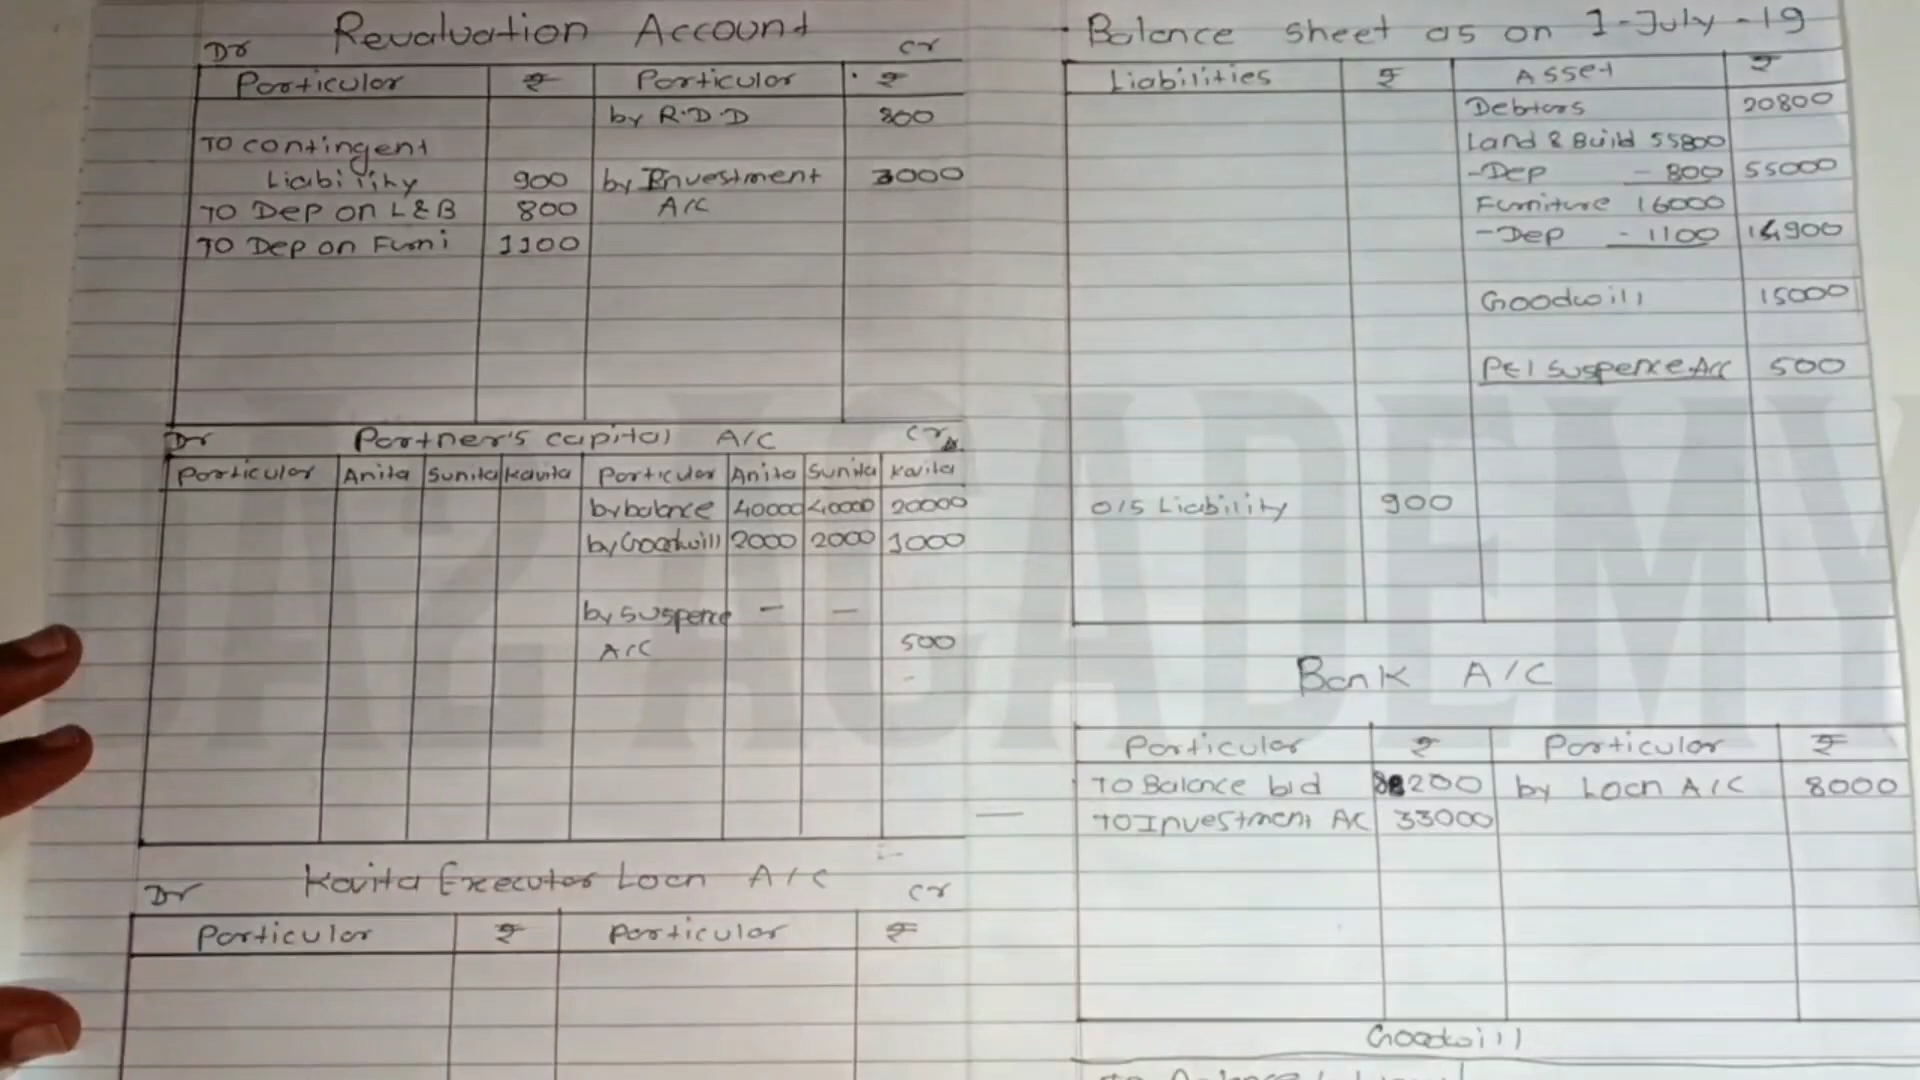 Revaluation Account
Dr Cr
Particular ₹ Particular ₹
by R.D.D 800
To contingent
Liability 900 by Investment 3000
To Dep on L&B 800 A/C
To Dep on Furni 1100
Dr Partner's capital A/C Cr
Particular Anita Sunita Kavita Particular Anita Sunita Kavita
by balance 40000 40000 20000
by Goodwill 2000 2000 1000
by suspence — —
A/C 500
Kavita Executor Loan A/C
Dr Cr
Particular ₹ Particular ₹
Balance sheet as on 1-July-19
Liabilities ₹ Asset ₹
Debtors 20800
Land & Build 55800
-Dep - 800 55000
Furniture 16000
-Dep - 1100 14900
Goodwill 15000
P&l Suspence Acc 500
O/S Liability 900
Bank A/C
Particular ₹ Particular ₹
To Balance b/d by Loan A/C 8000
To Investment AC 33000
Goodwill
DAS ACADEMY